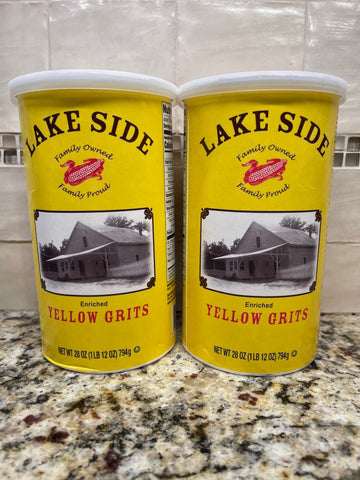 LAKE SIDE
Family Owned
Family Proud
Enriched
YELLOW GRITS
NET WT 28 OZ (1 LB 12 OZ) 794g
LAKE SIDE
Family Owned
Family Proud
Enriched
YELLOW GRITS
NET WT 28 OZ (1 LB 12 OZ) 794g